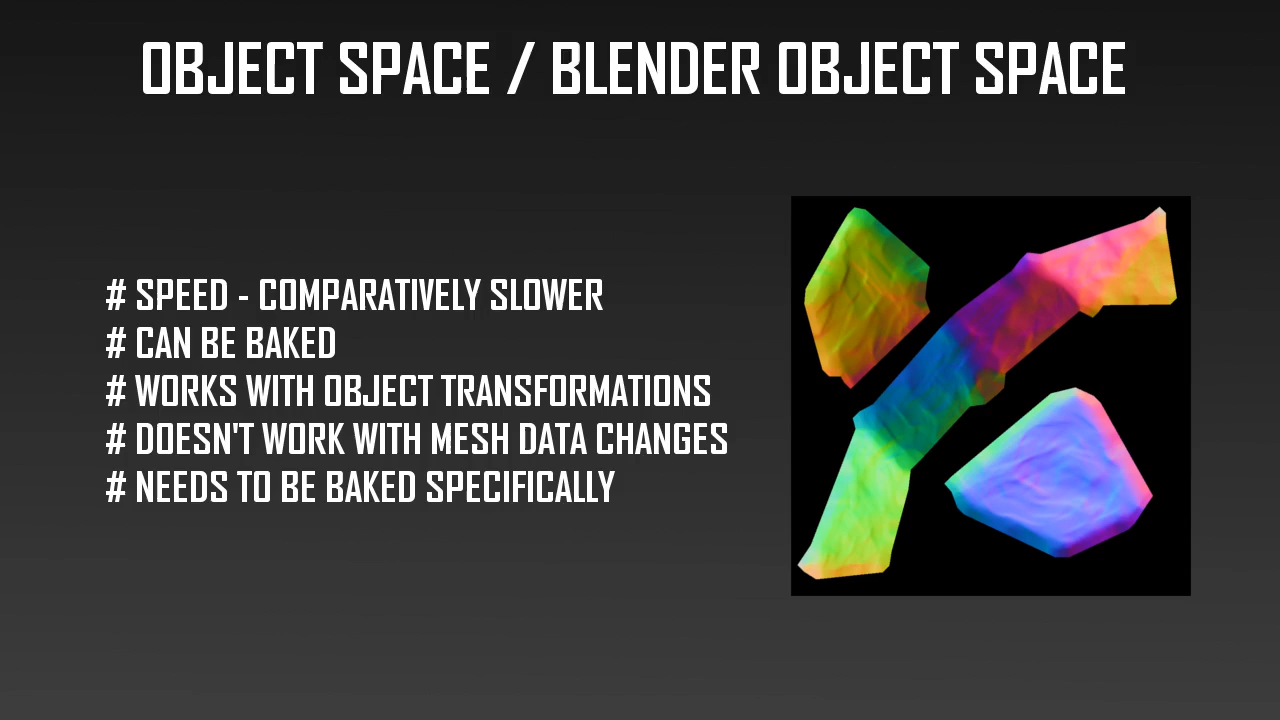 OBJECT SPACE / BLENDER OBJECT SPACE
# SPEED - COMPARATIVELY SLOWER
# CAN BE BAKED
# WORKS WITH OBJECT TRANSFORMATIONS
# DOESN'T WORK WITH MESH DATA CHANGES
# NEEDS TO BE BAKED SPECIFICALLY